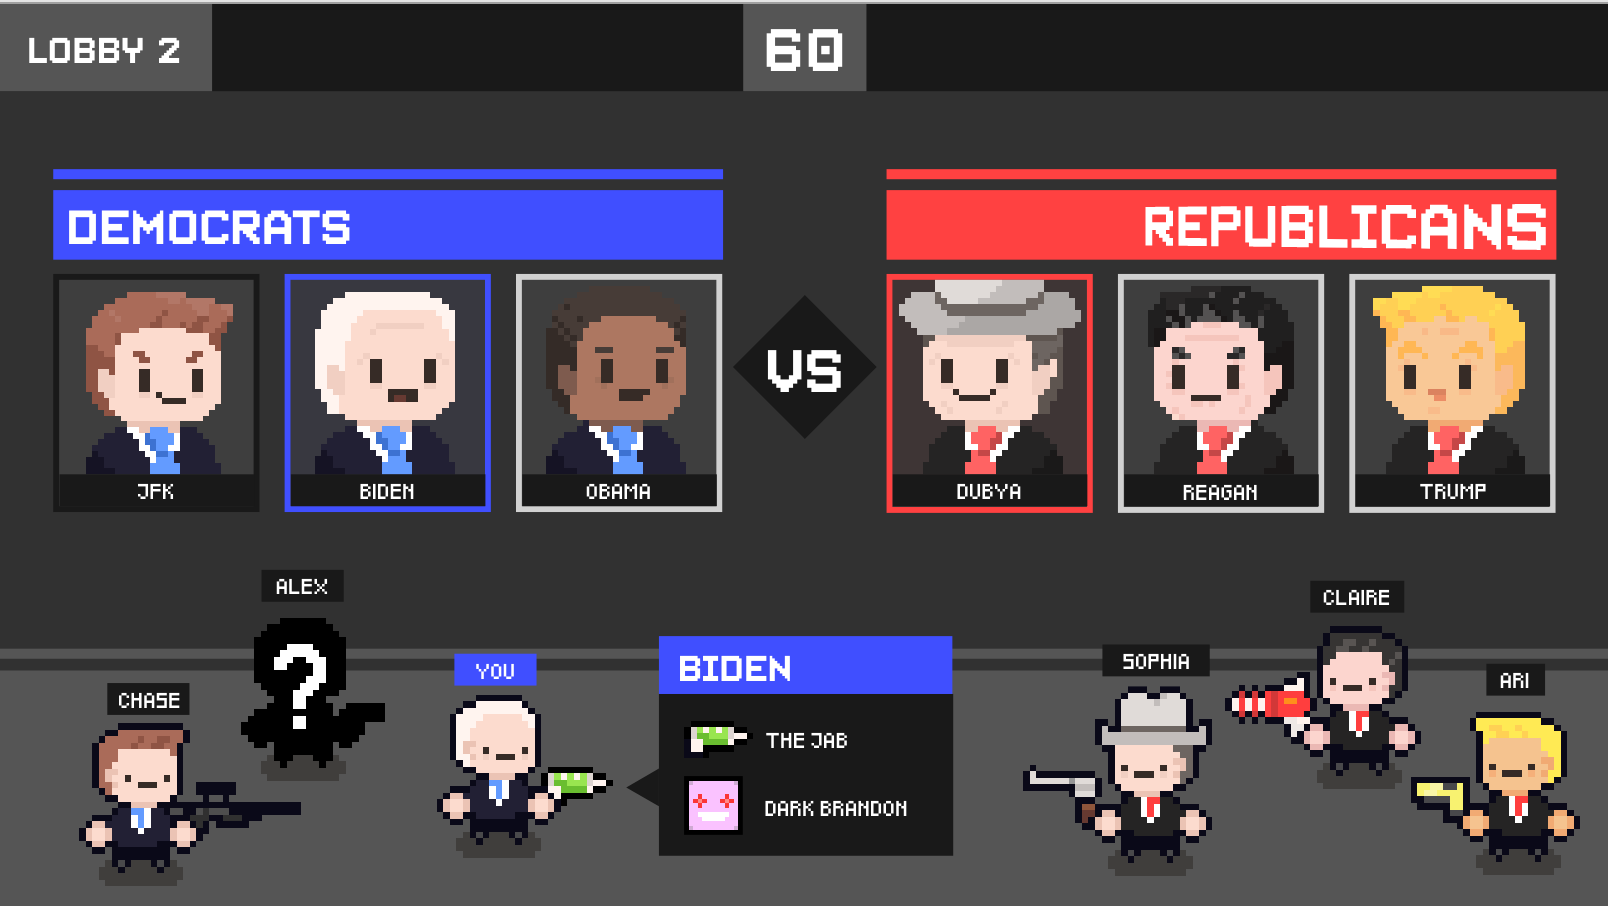 LOBBY 2
60
DEMOCRATS
REPUBLICANS
JFK
BIDEN
OBAMA
VS
DUBYA
REAGAN
TRUMP
ALEX
?
CHASE
YOU
BIDEN
THE JAB
DARK BRANDON
SOPHIA
CLAIRE
ARI